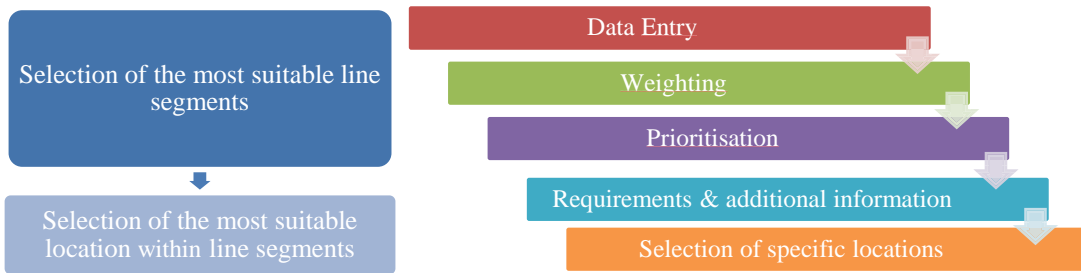 Selection of the most suitable line
segments
Selection of the most suitable
location within line segments
Data Entry
Weighting
Prioritisation
Requirements & additional information
Selection of specific locations